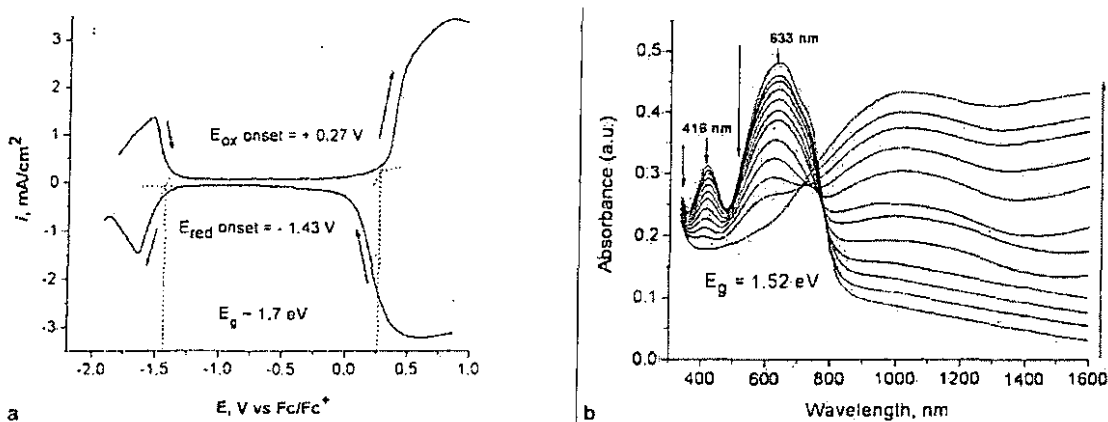 3
2
1
0
-1
-2
-3
i, mA/cm²
E_ox onset = + 0.27 V
E_red onset = - 1.43 V
E_g ~ 1.7 eV
-2.0 -1.5 -1.0 -0.5 0.0 0.5 1.0
E, V vs Fc/Fc⁺
a
0,5
0.4
0.3
0.2
0.1
0.0
Absorbance (a.u.)
633 nm
416 nm
E_g = 1.52 eV
400 600 800 1000 1200 1400 1600
Wavelength, nm
b